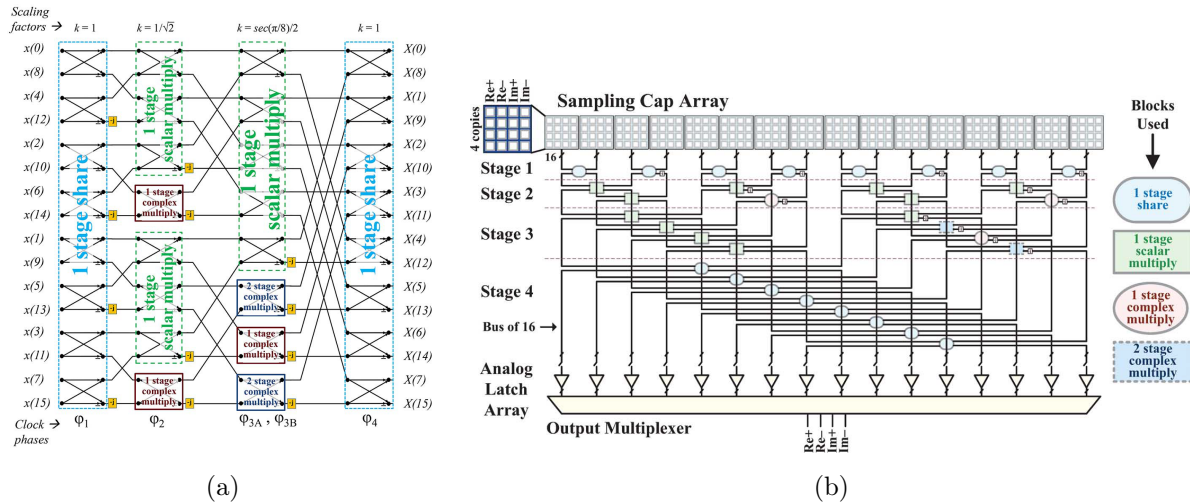 Scaling factors →
k = 1
k = 1/√2
k = sec(π/8)/2
k = 1
x(0)
x(8)
x(4)
x(12)
x(2)
x(10)
x(6)
x(14)
x(1)
x(9)
x(5)
x(13)
x(3)
x(11)
x(7)
x(15)
1 stage share
1 stage
scalar multiply
1 stage
complex
multiply
1 stage
scalar multiply
1 stage
complex
multiply
1 stage
scalar multiply
2 stage
complex
multiply
1 stage
complex
multiply
2 stage
complex
multiply
1 stage share
X(0)
X(8)
X(1)
X(9)
X(2)
X(10)
X(3)
X(11)
X(4)
X(12)
X(5)
X(13)
X(6)
X(14)
X(7)
X(15)
Clock phases →
φ1
φ2
φ3A , φ3B
φ4
(a)
Re+
Re−
Im+
Im−
4 copies
Sampling Cap Array
16
Stage 1
Stage 2
Stage 3
Stage 4
Bus of 16 →
Analog
Latch
Array
Output Multiplexer
Re+
Re−
Im+
Im−
Blocks
Used
1 stage
share
1 stage
scalar
multiply
1 stage
complex
multiply
2 stage
complex
multiply
(b)